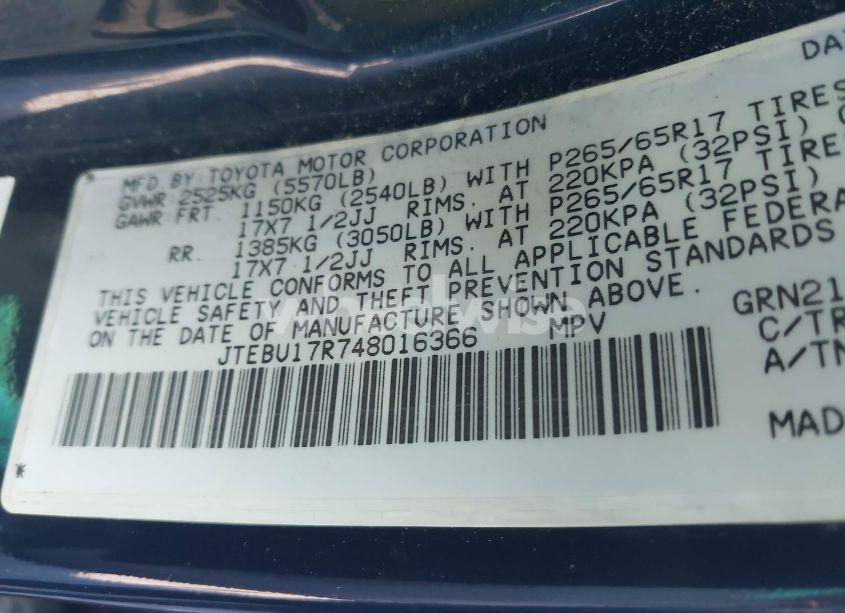 DA
MFD. BY: TOYOTA MOTOR CORPORATION
GVWR: 2525KG (5570LB)
GAWR: FRT. 1150KG (2540LB) WITH P265/65R17 TIRES
17X7 1/2JJ RIMS. AT 220KPA (32PSI)
RR. 1385KG (3050LB) WITH P265/65R17 TIRE
17X7 1/2JJ RIMS. AT 220KPA (32PSI)
THIS VEHICLE CONFORMS TO ALL APPLICABLE FEDERA
VEHICLE SAFETY AND THEFT PREVENTION STANDARDS
ON THE DATE OF MANUFACTURE SHOWN ABOVE.
JTEBU17R748016366 MPV
GRN21
C/TR
A/TN
MAD